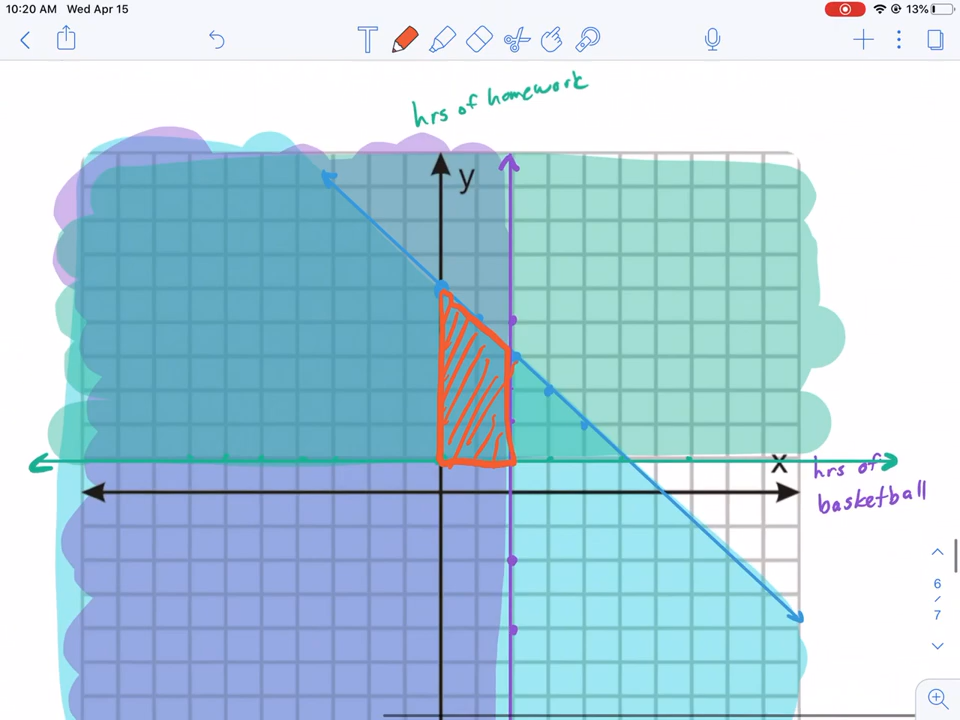 10:20 AM Wed Apr 15
13%
T
hrs of homework
y
x
hrs of
basketball
6
/
7